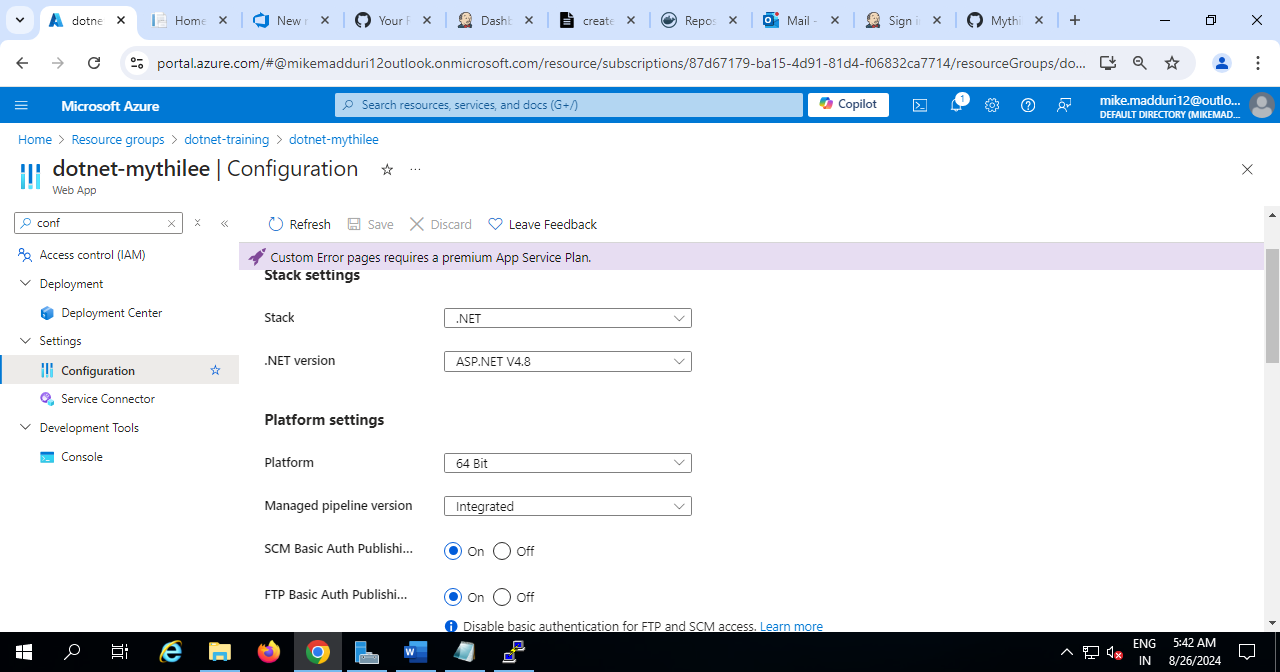 dotne
Home
New r
Your F
Dashb
create
Repos
Mail -
Sign i
Mythi
portal.azure.com/#@mikemadduri12outlook.onmicrosoft.com/resource/subscriptions/87d67179-ba15-4d91-81d4-f06832ca7714/resourceGroups/do...
Microsoft Azure
Search resources, services, and docs (G+/)
Copilot
1
mike.madduri12@outlo...
DEFAULT DIRECTORY (MIKEMAD...
Home > Resource groups > dotnet-training > dotnet-mythilee
dotnet-mythilee | Configuration
Web App
conf
Refresh Save Discard Leave Feedback
Access control (IAM)
Deployment
Deployment Center
Settings
Configuration
Service Connector
Development Tools
Console
Custom Error pages requires a premium App Service Plan.
Stack settings
Stack .NET
.NET version ASP.NET V4.8
Platform settings
Platform 64 Bit
Managed pipeline version Integrated
SCM Basic Auth Publishi... On Off
FTP Basic Auth Publishi... On Off
Disable basic authentication for FTP and SCM access. Learn more
ENG
IN
5:42 AM
8/26/2024